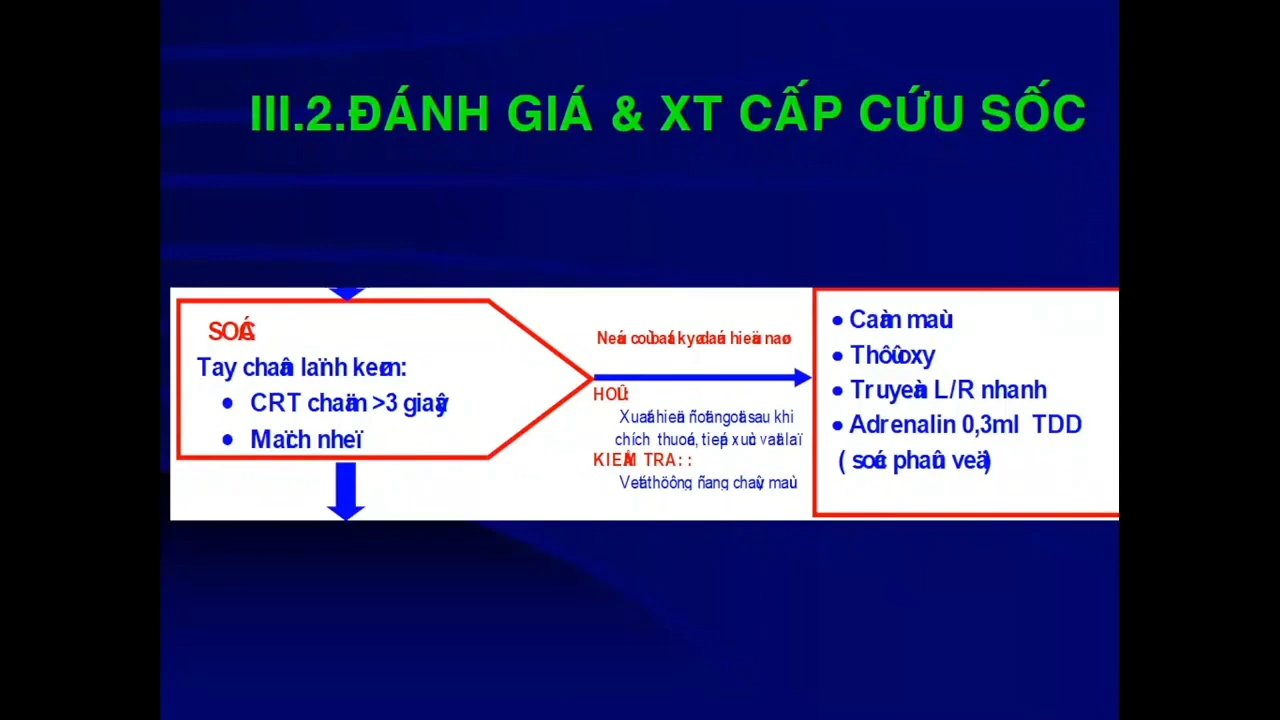 III.2.ĐÁNH GIÁ & XT CẤP CỨU SỐC
SOÁC:
Tay chaân laïnh keøm:
• CRT chaäm >3 giaây
• Maïch nheï
Neáu coù baát kyø daáu hieäu naøo
HOÛI:
Xuaát hieän ñoät ngoät sau khi
chích thuoác, tieáp xuùc vaät laï
KIEÅM TRA: :
Veát thöông ñang chaûy maùu
• Caàm maùu
• Thôû oxy
• Truyeàn L/R nhanh
• Adrenalin 0,3ml TDD
( soác phaûn veä)